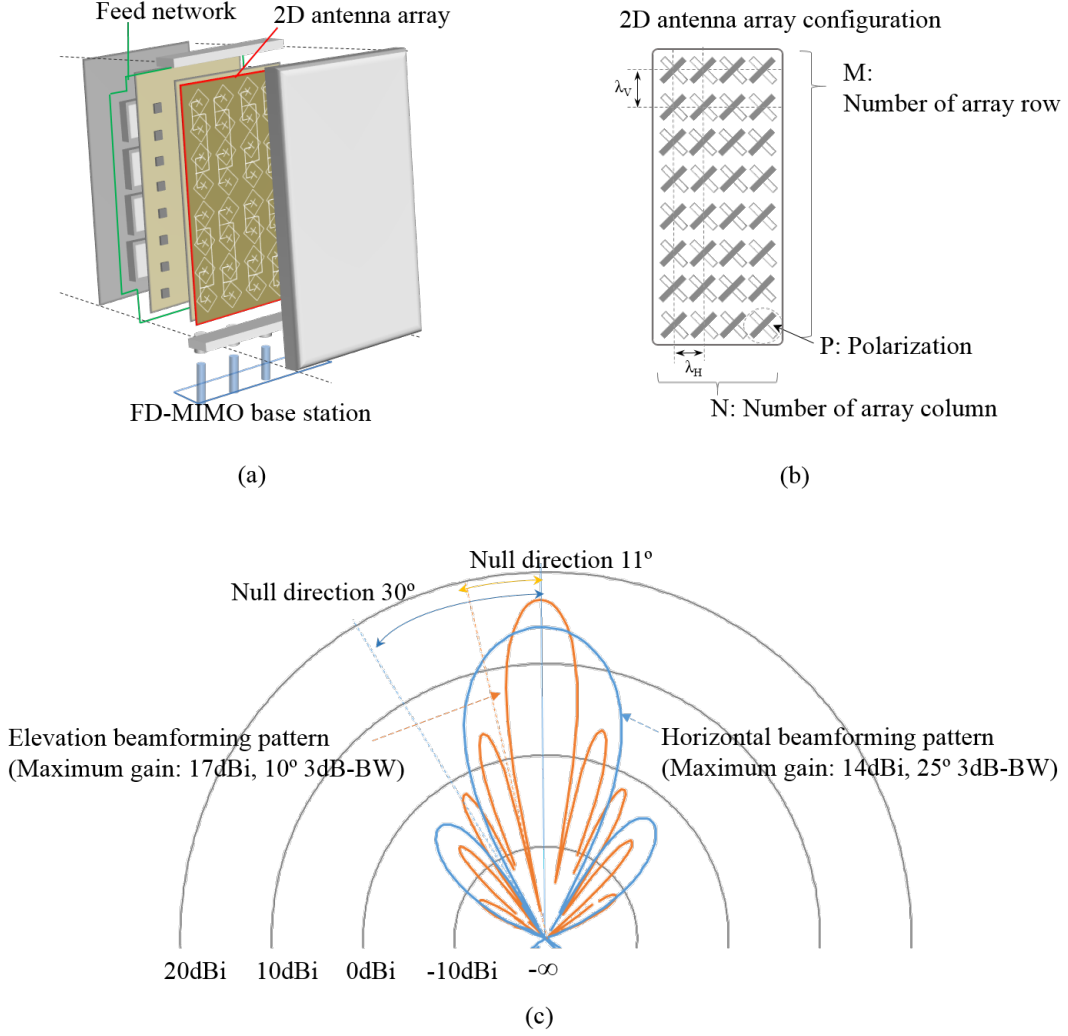 Feed network
2D antenna array
FD-MIMO base station
(a)
2D antenna array configuration
λV
M:
Number of array row
P: Polarization
λH
N: Number of array column
(b)
Null direction 11º
Null direction 30º
Elevation beamforming pattern
(Maximum gain: 17dBi, 10º 3dB-BW)
Horizontal beamforming pattern
(Maximum gain: 14dBi, 25º 3dB-BW)
20dBi 10dBi 0dBi -10dBi -∞
(c)